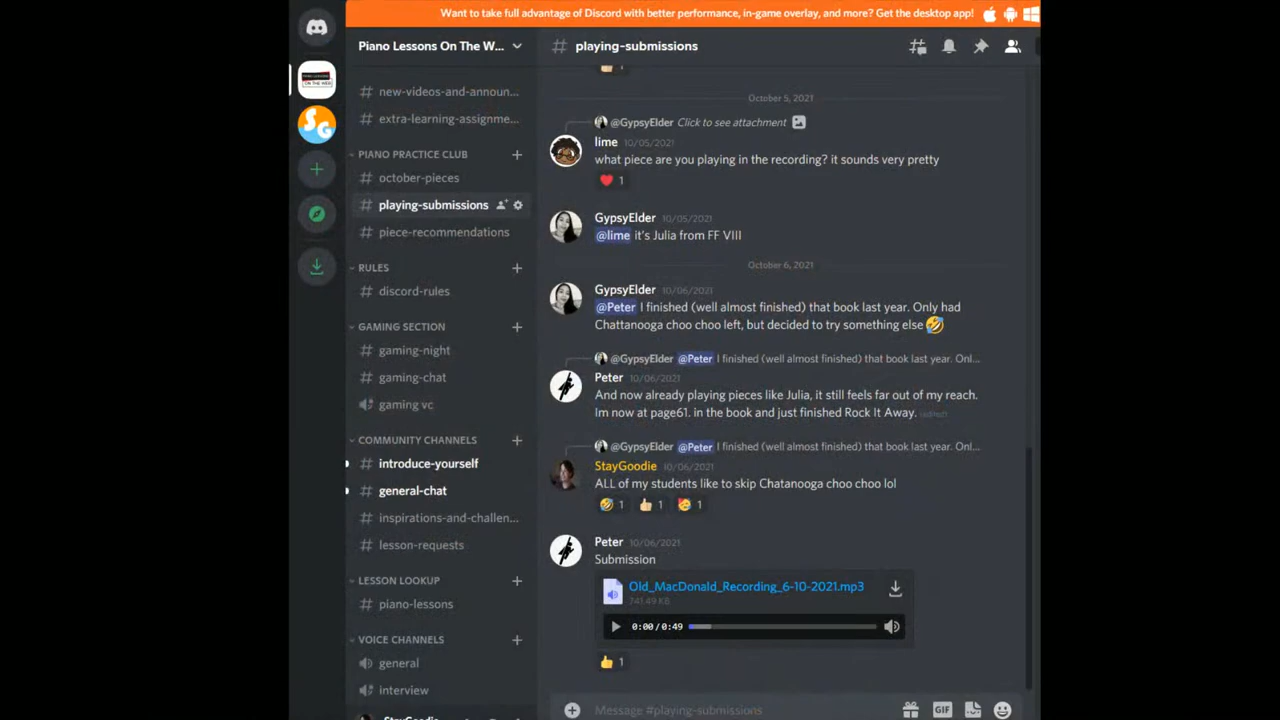 Want to take full advantage of Discord with better performance, in-game overlay, and more? Get the desktop app!
Piano Lessons On The W...
new-videos-and-announ...
extra-learning-assignme...
PIANO PRACTICE CLUB
# october-pieces
# playing-submissions
# piece-recommendations
RULES
# discord-rules
GAMING SECTION
# gaming-night
# gaming-chat
gaming vc
COMMUNITY CHANNELS
# introduce-yourself
# general-chat
# inspirations-and-challen...
# lesson-requests
LESSON LOOKUP
# piano-lessons
VOICE CHANNELS
general
interview
StayGoodie
# playing-submissions
1
October 5, 2021
@GypsyElder Click to see attachment
lime 10/05/2021
what piece are you playing in the recording? it sounds very pretty
❤️ 1
GypsyElder 10/05/2021
@lime it's Julia from FF VIII
October 6, 2021
GypsyElder 10/06/2021
@Peter I finished (well almost finished) that book last year. Only had
Chattanooga choo choo left, but decided to try something else 🤣
@GypsyElder @Peter I finished (well almost finished) that book last year. Onl...
Peter 10/06/2021
And now already playing pieces like Julia, it still feels far out of my reach.
Im now at page61. in the book and just finished Rock It Away. (edited)
@GypsyElder @Peter I finished (well almost finished) that book last year. Onl...
StayGoodie 10/06/2021
ALL of my students like to skip Chatanooga choo choo lol
🤣 1 👍 1 🥳 1
Peter 10/06/2021
Submission
Old_MacDonald_Recording_6-10-2021.mp3
741.49 KB
0:00 / 0:49
👍 1
Message #playing-submissions
GIF